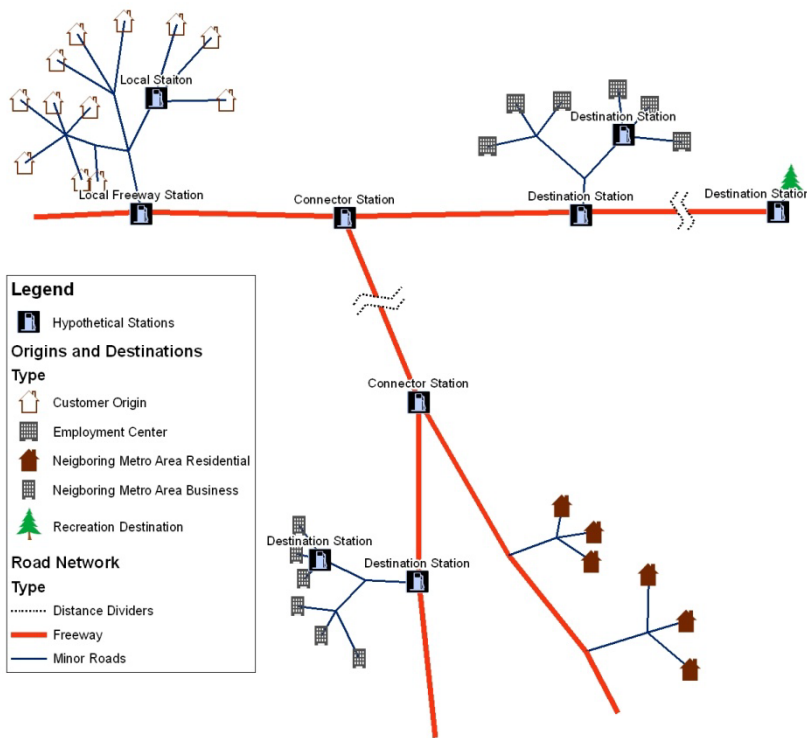 Local Staiton
Destination Station
Local Freeway Station
Connector Station
Destination Station
Destination Station
Legend
Hypothetical Stations
Origins and Destinations
Type
Customer Origin
Employment Center
Neigboring Metro Area Residential
Neigboring Metro Area Business
Recreation Destination
Road Network
Type
Distance Dividers
Freeway
Minor Roads
Connector Station
Destination Station
Destination Station